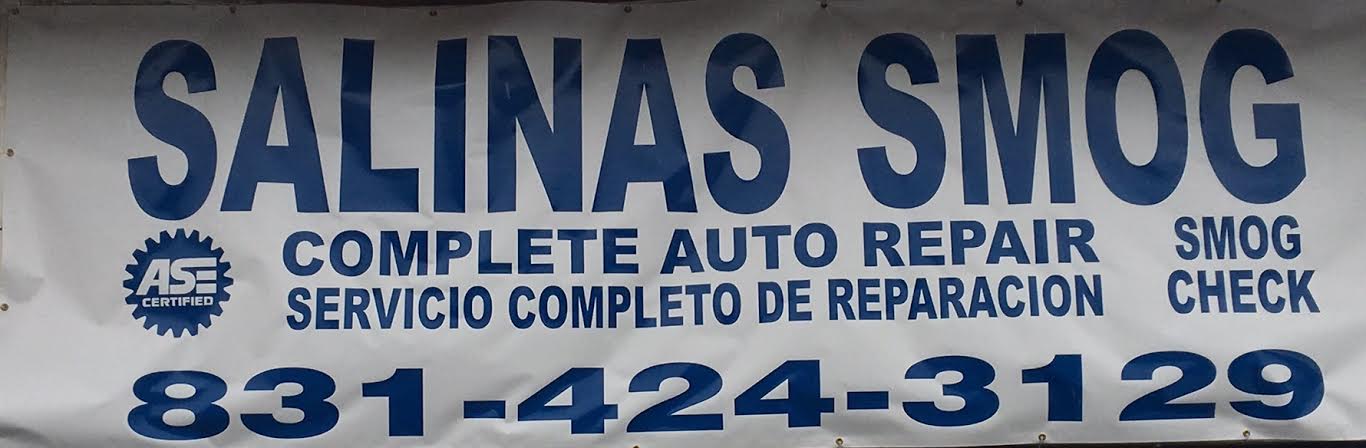 SALINAS SMOG
ASE
CERTIFIED
COMPLETE AUTO REPAIR
SERVICIO COMPLETO DE REPARACION
SMOG
CHECK
831-424-3129